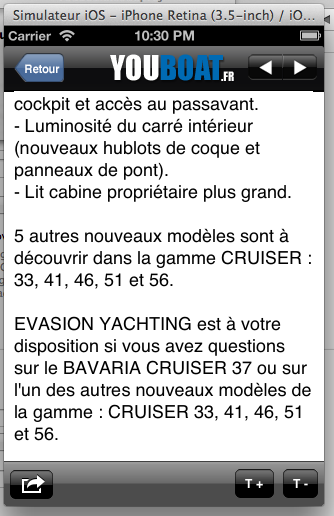 Simulateur iOS - iPhone Retina (3.5-inch) / iO...
Carrier 10:30 PM
Retour YOUBOAT.FR
cockpit et accès au passavant.
- Luminosité du carré intérieur
(nouveaux hublots de coque et
panneaux de pont).
- Lit cabine propriétaire plus grand.
5 autres nouveaux modèles sont à
découvrir dans la gamme CRUISER :
33, 41, 46, 51 et 56.
EVASION YACHTING est à votre
disposition si vous avez questions
sur le BAVARIA CRUISER 37 ou sur
l'un des autres nouveaux modèles de
la gamme : CRUISER 33, 41, 46, 51
et 56.
T + T -